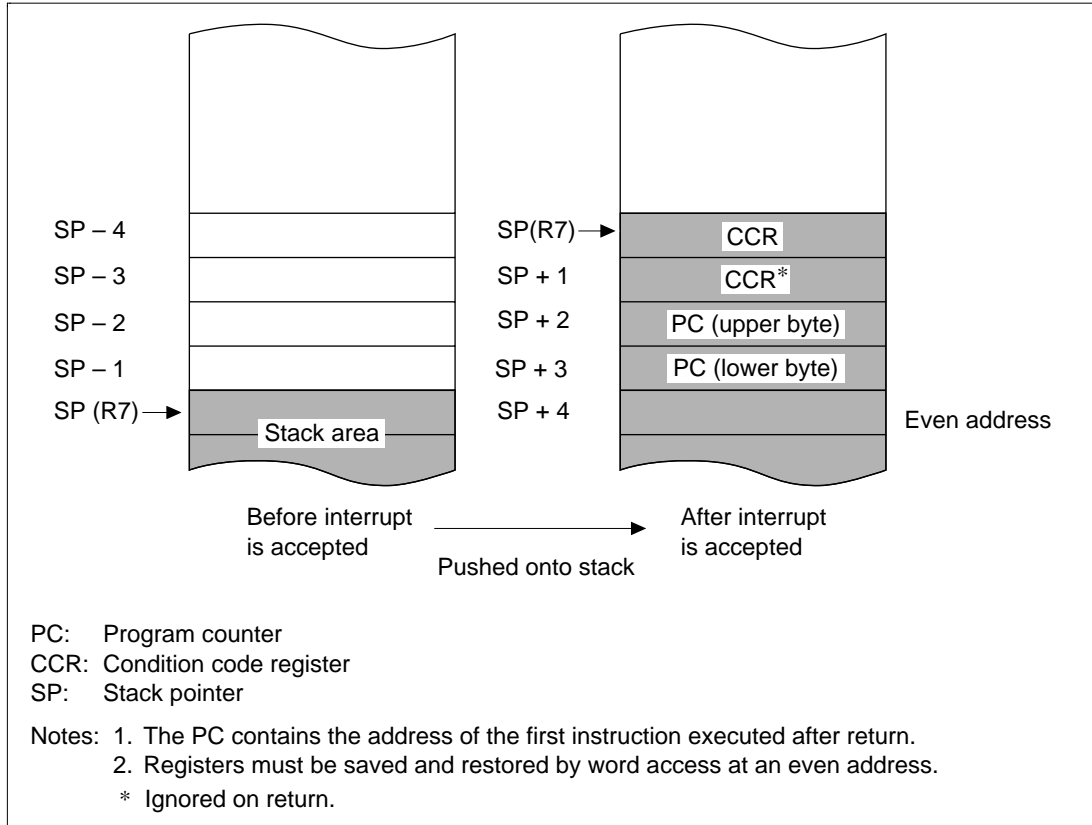 SP – 4
SP – 3
SP – 2
SP – 1
SP (R7)
Stack area
SP(R7)
SP + 1
SP + 2
SP + 3
SP + 4
CCR
CCR*
PC (upper byte)
PC (lower byte)
Even address
Before interrupt
is accepted
Pushed onto stack
After interrupt
is accepted
PC: Program counter
CCR: Condition code register
SP: Stack pointer
Notes: 1. The PC contains the address of the first instruction executed after return.
2. Registers must be saved and restored by word access at an even address.
* Ignored on return.